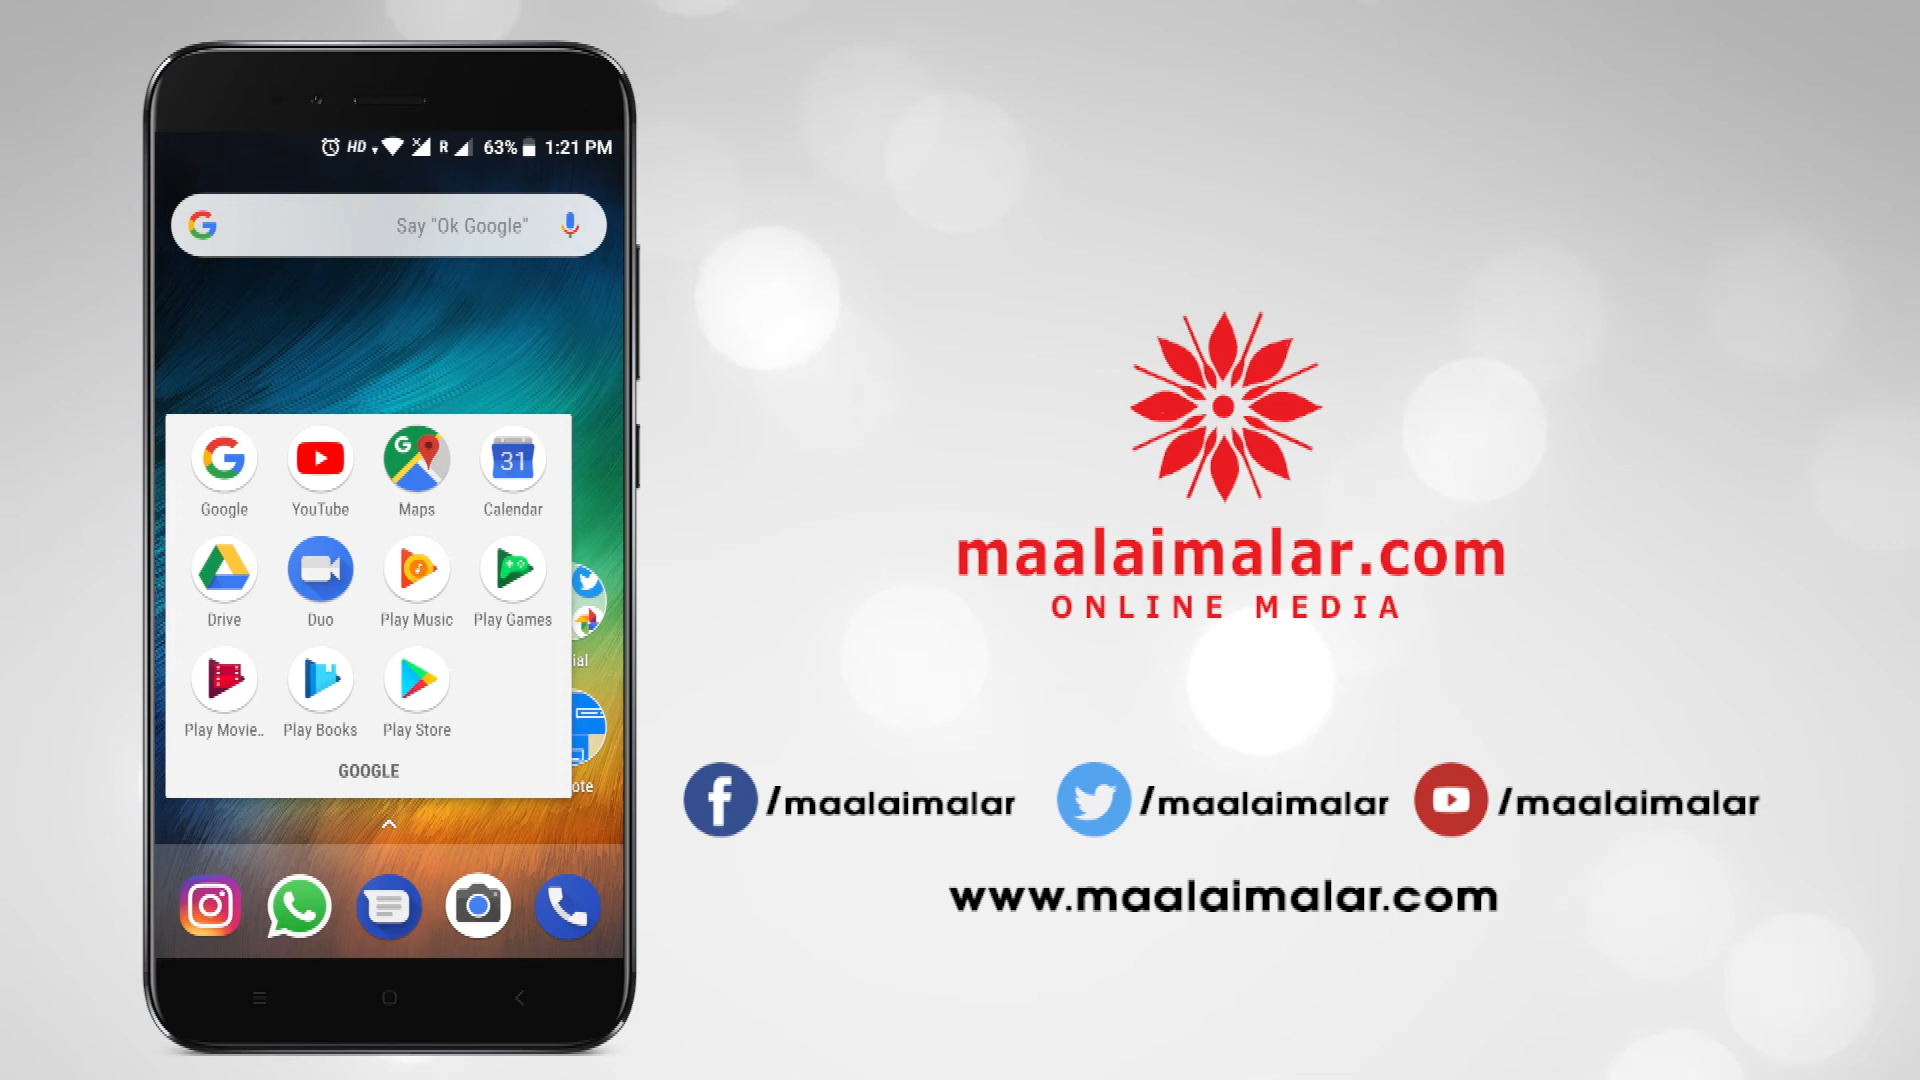 HD R 63% 1:21 PM
G Say "Ok Google"
G 31
Google YouTube Maps Calendar
Drive Duo Play Music Play Games
ial
Play Movie.. Play Books Play Store
GOOGLE
ote
maalaimalar.com
ONLINE MEDIA
f /maalaimalar /maalaimalar /maalaimalar
www.maalaimalar.com